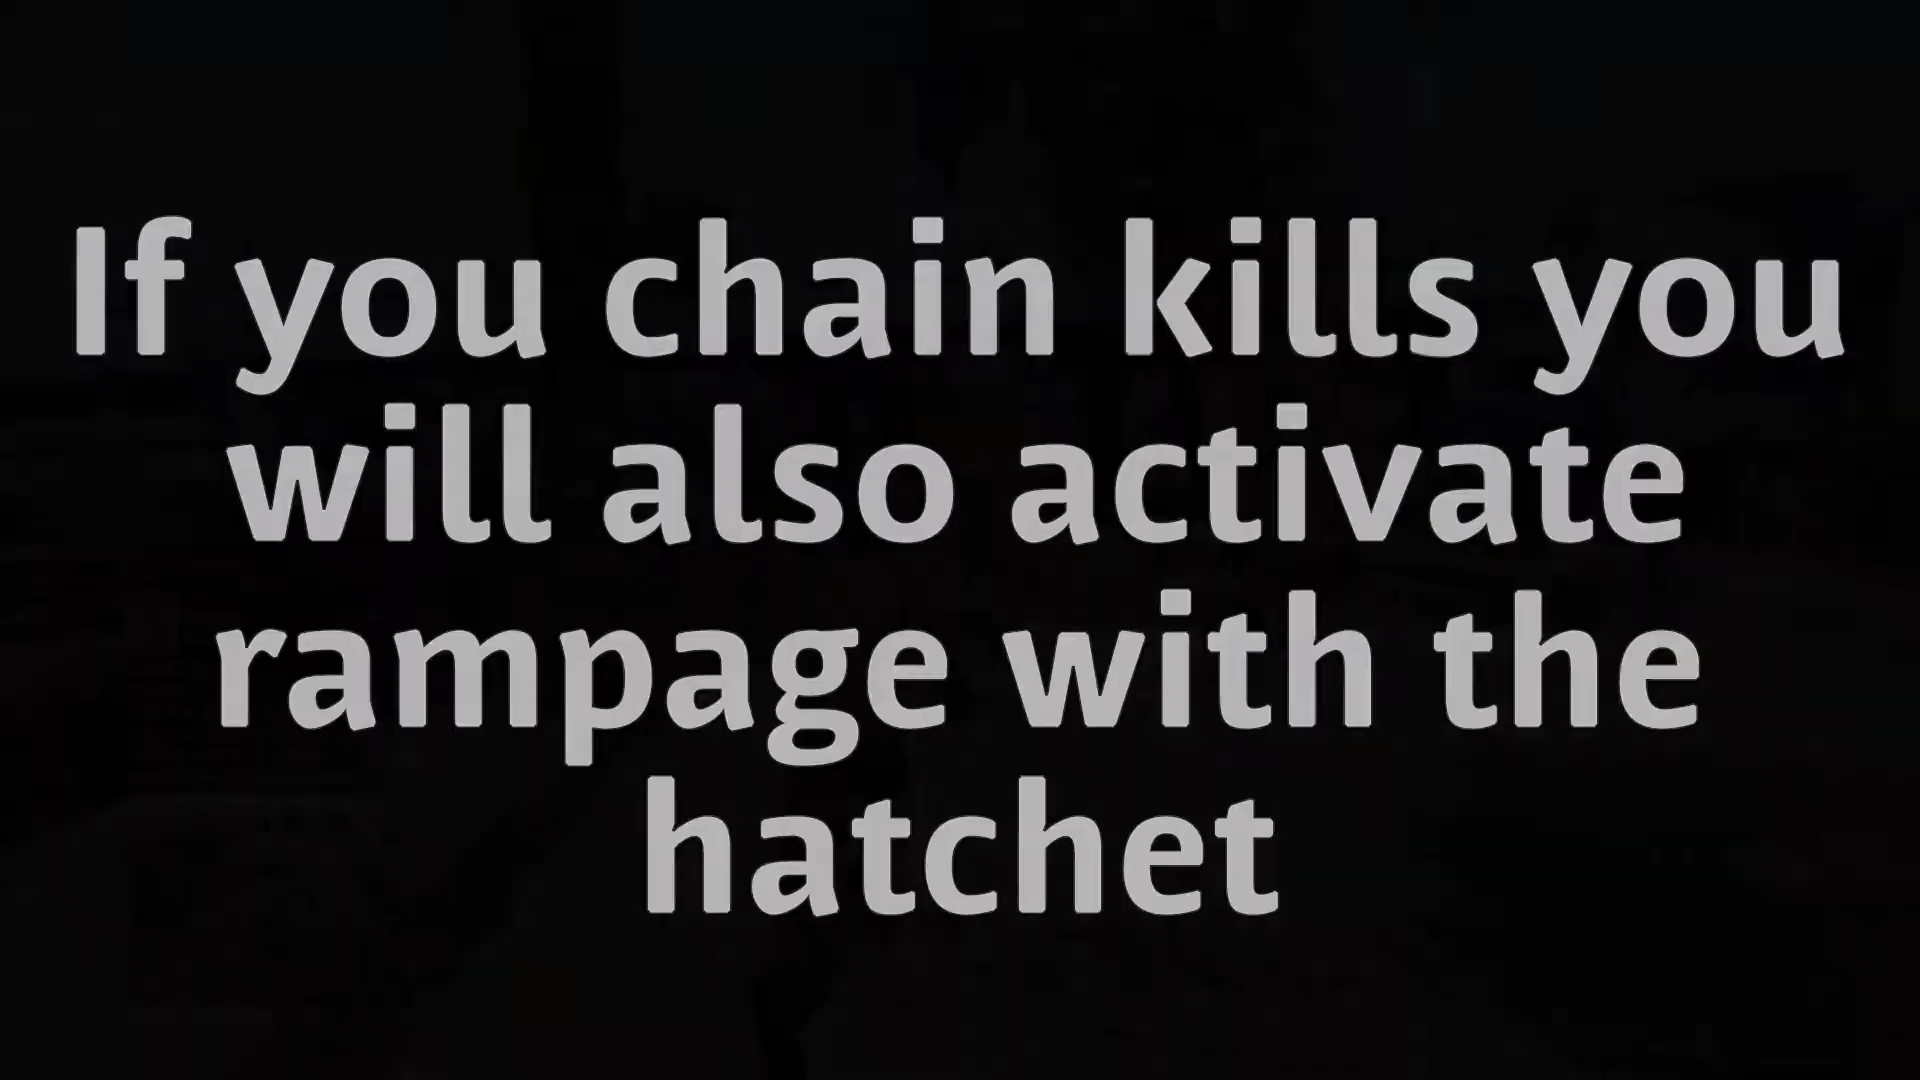 If you chain kills you
will also activate
rampage with the
hatchet